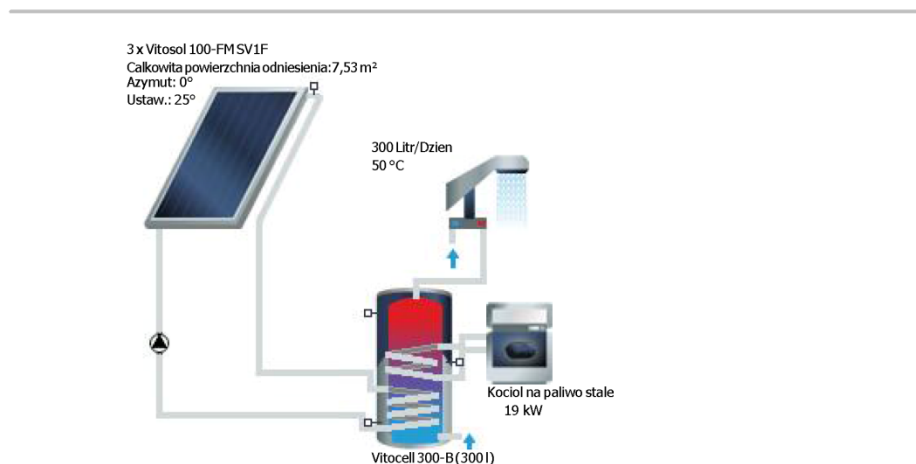 3 x Vitosol 100-FM SV1F
Calkowita powierzchnia odniesienia:7,53 m²
Azymut: 0°
Ustaw.: 25°
300 Litr/Dzien
50 °C
Kociol na paliwo stale
19 kW
Vitocell 300-B (300 l)